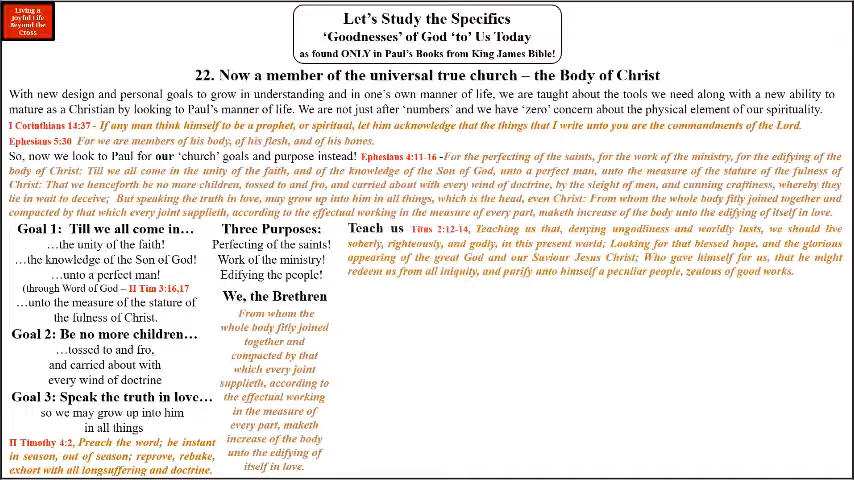 Living a
Joyful Life
Beyond the
Cross
Let's Study the Specifics
'Goodnesses' of God 'to' Us Today
as found ONLY in Paul's Books from King James Bible!
22. Now a member of the universal true church – the Body of Christ
With new design and personal goals to grow in understanding and in one's own manner of life, we are taught about the tools we need along with a new ability to
mature as a Christian by looking to Paul's manner of life. We are not just after 'numbers' and we have 'zero' concern about the physical element of our spirituality.
I Corinthians 14:37 - If any man think himself to be a prophet, or spiritual, let him acknowledge that the things that I write unto you are the commandments of the Lord.
Ephesians 5:30 For we are members of his body, of his flesh, and of his bones.
So, now we look to Paul for our 'church' goals and purpose instead! Ephesians 4:11-16 -For the perfecting of the saints, for the work of the ministry, for the edifying of the
body of Christ: Till we all come in the unity of the faith, and of the knowledge of the Son of God, unto a perfect man, unto the measure of the stature of the fulness of
Christ: That we henceforth be no more children, tossed to and fro, and carried about with every wind of doctrine, by the sleight of men, and cunning craftiness, whereby they
lie in wait to deceive; But speaking the truth in love, may grow up into him in all things, which is the head, even Christ: From whom the whole body fitly joined together and
compacted by that which every joint supplieth, according to the effectual working in the measure of every part, maketh increase of the body unto the edifying of itself in love.
Goal 1: Till we all come in…
…the unity of the faith!
…the knowledge of the Son of God!
…unto a perfect man!
(through Word of God – II Tim 3:16,17
…unto the measure of the stature of
the fulness of Christ.
Goal 2: Be no more children…
…tossed to and fro,
and carried about with
every wind of doctrine
Goal 3: Speak the truth in love…
so we may grow up into him
in all things
II Timothy 4:2, Preach the word; be instant
in season, out of season; reprove, rebuke,
exhort with all longsuffering and doctrine.
Three Purposes:
Perfecting of the saints!
Work of the ministry!
Edifying the people!
We, the Brethren
From whom the
whole body fitly joined
together and
compacted by that
which every joint
supplieth, according to
the effectual working
in the measure of
every part, maketh
increase of the body
unto the edifying of
itself in love.
Teach us Titus 2:12-14, Teaching us that, denying ungodliness and worldly lusts, we should live
soberly, righteously, and godly, in this present world; Looking for that blessed hope, and the glorious
appearing of the great God and our Saviour Jesus Christ; Who gave himself for us, that he might
redeem us from all iniquity, and purify unto himself a peculiar people, zealous of good works.